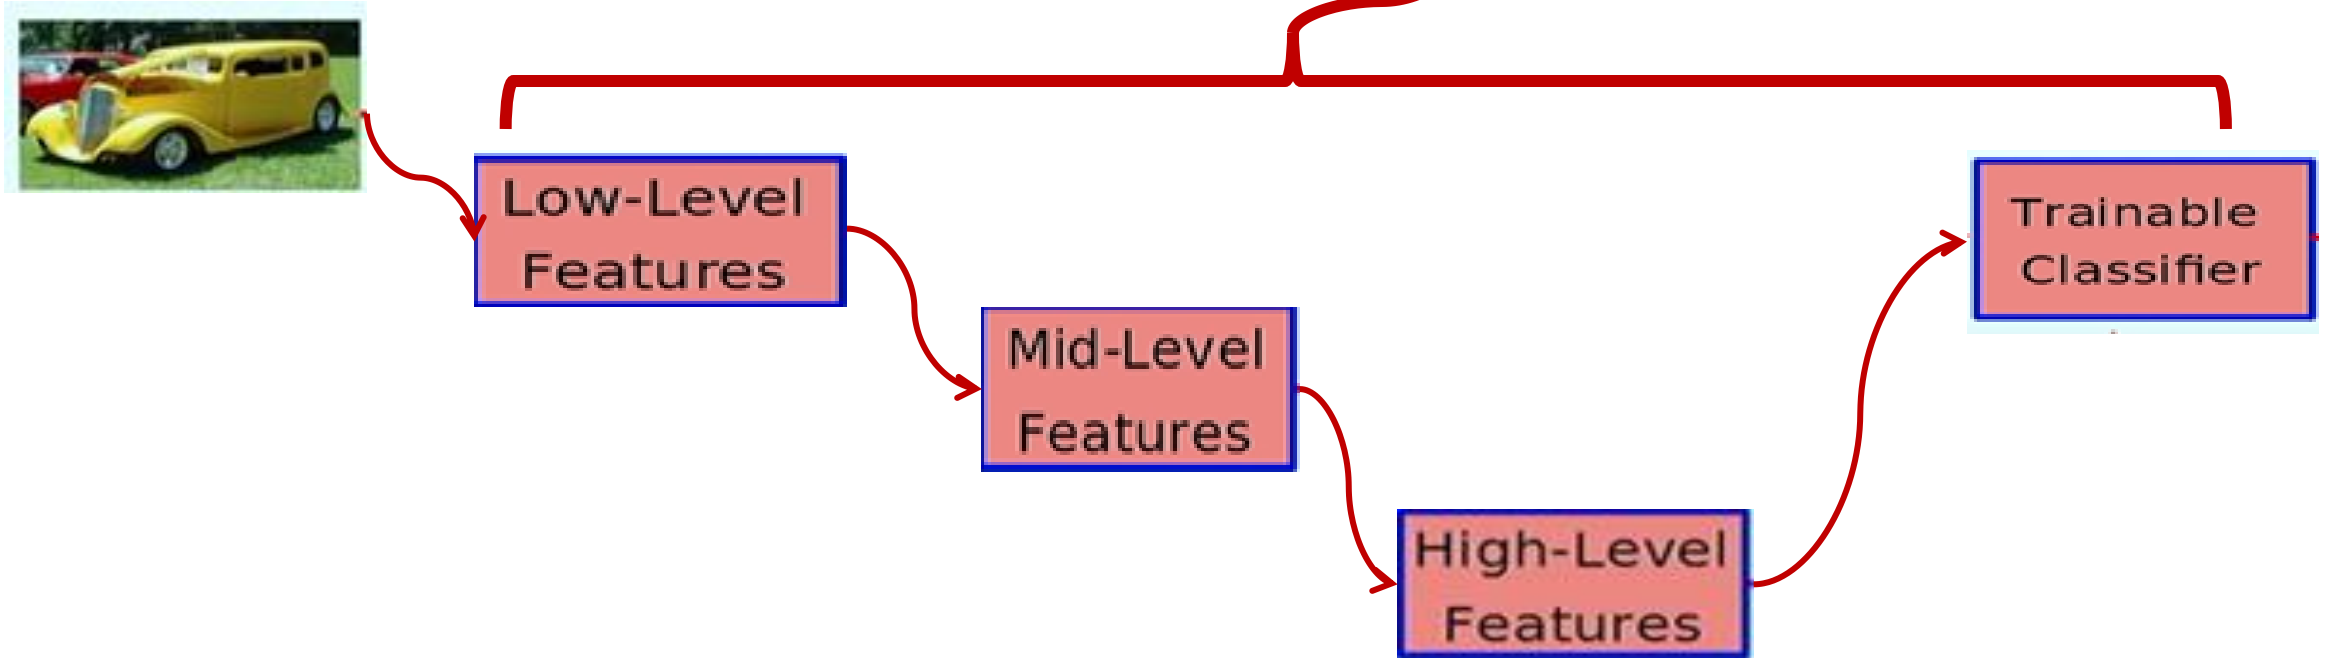 Low-Level
Features
Mid-Level
Features
High-Level
Features
Trainable
Classifier